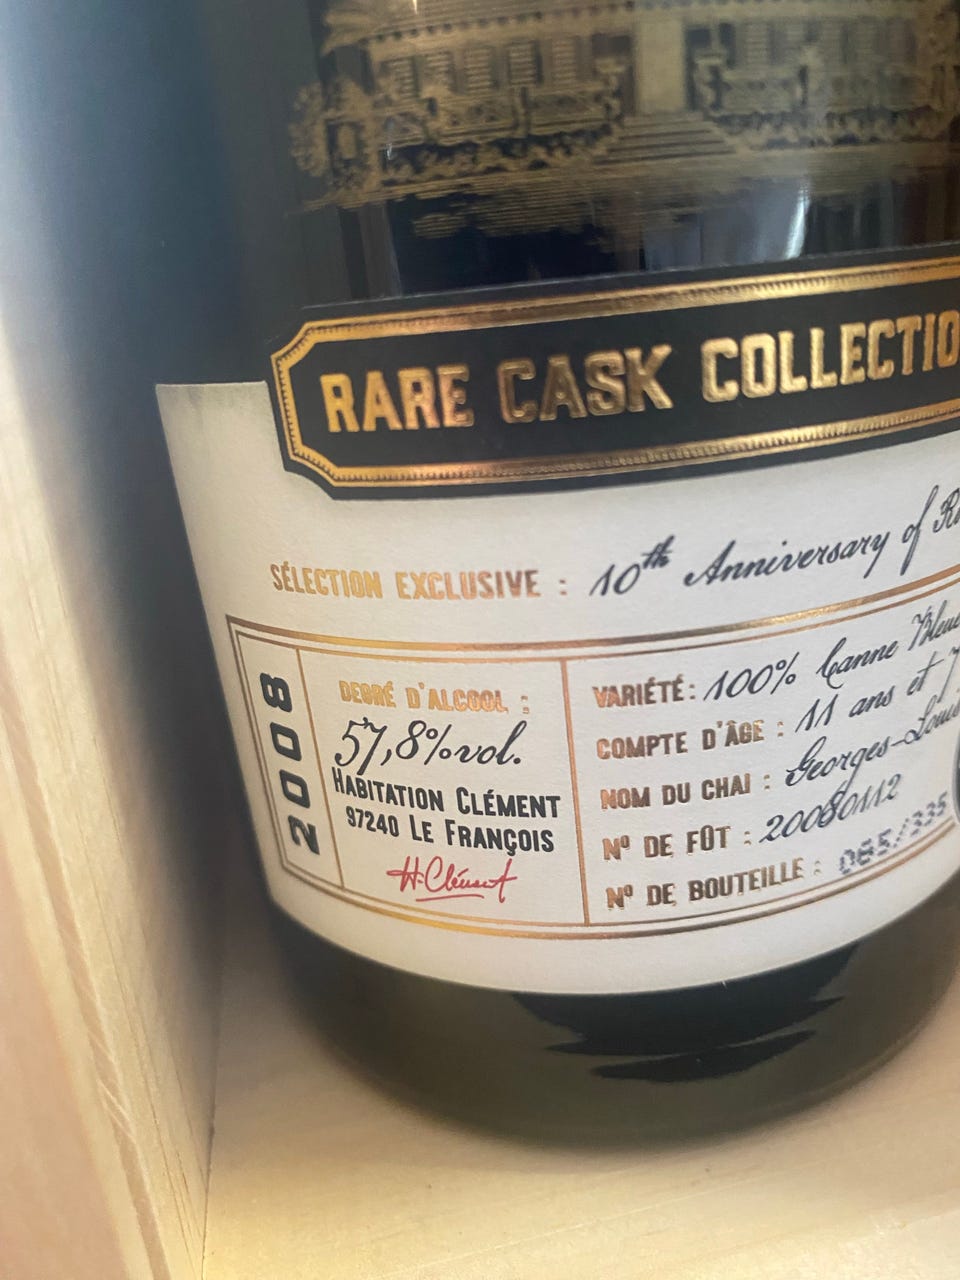 RARE CASK COLLECTIO
SÉLECTION EXCLUSIVE : 10th Anniversary of
2008
DEGRÉ D'ALCOOL :
57,8%vol.
HABITATION CLÉMENT
97240 LE FRANÇOIS
H.Clément
VARIÉTÉ: 100% Canne Bleue
COMPTE D'ÂGE : 11 ans et
NOM DU CHAI : Georges-Louis
Nº DE FÛT : 20080112
Nº DE BOUTEILLE : 065/335